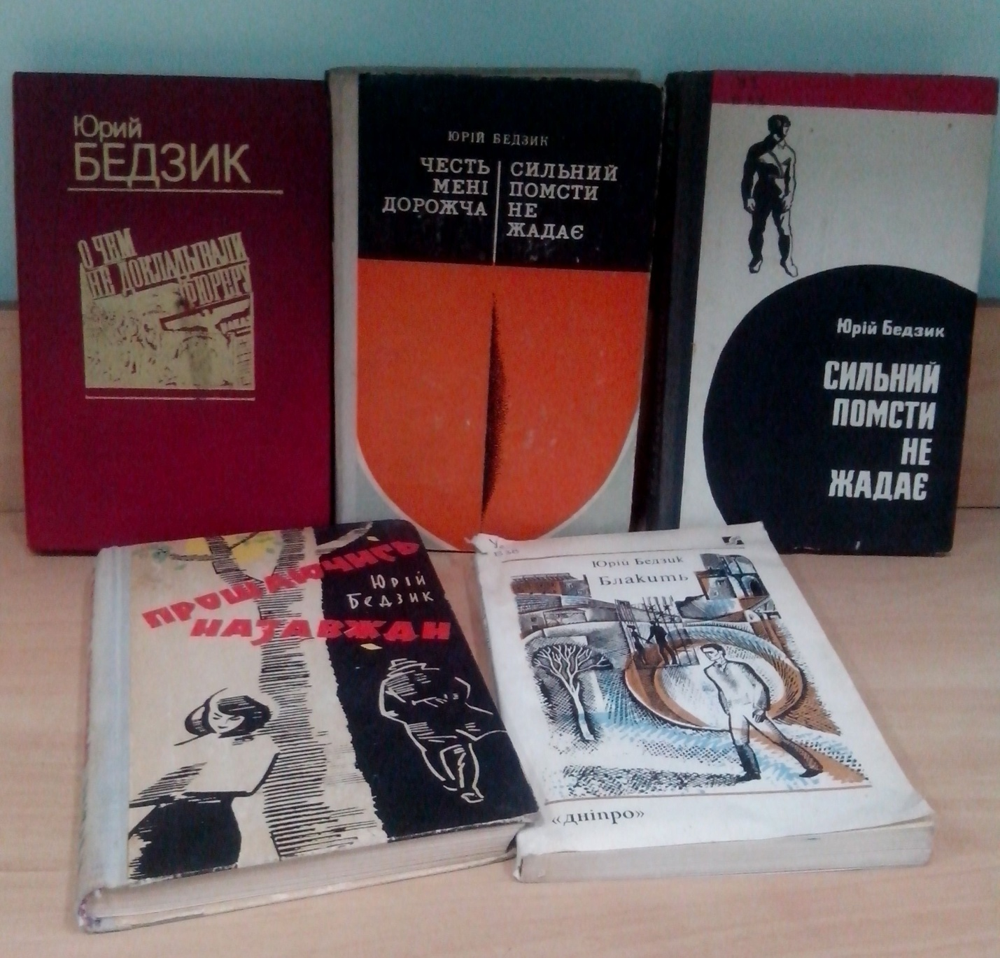 Юрий
БЕДЗИК
О ЧЕМ
НЕ ДОКЛАДЫВАЛИ
ФЮРЕРУ
ЮРІЙ БЕДЗИК
ЧЕСТЬ
МЕНІ
ДОРОЖЧА
СИЛЬНИЙ
ПОМСТИ
НЕ
ЖАДАЄ
Юрій Бедзик
СИЛЬНИЙ
ПОМСТИ
НЕ
ЖАДАЄ
ПРОЩАЮЧИСЬ
НАЗАВЖДИ
ЮРІЙ
БЕДЗИК
Юрій Бедзик
Блакить
«дніпро»